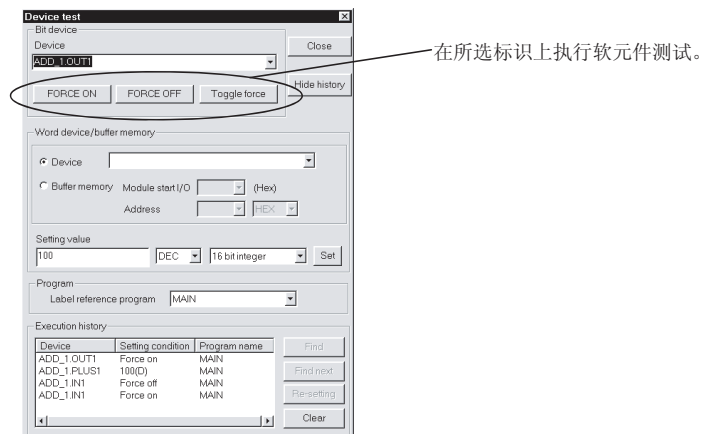 Device test
Bit device
Device
Close
ADD_1.OUT1
在所选标识上执行软元件测试。
FORCE ON FORCE OFF Toggle force
Hide history
Word device/buffer memory
Device
Buffer memory Module start I/O (Hex)
Address HEX
Setting value
100 DEC 16 bit integer Set
Program
Label reference program MAIN
Execution history
Device Setting condition Program name Find
ADD_1.OUT1 Force on MAIN
ADD_1.PLUS1 100(D) MAIN Find next
ADD_1.IN1 Force off MAIN
ADD_1.IN1 Force on MAIN Re-setting
Clear